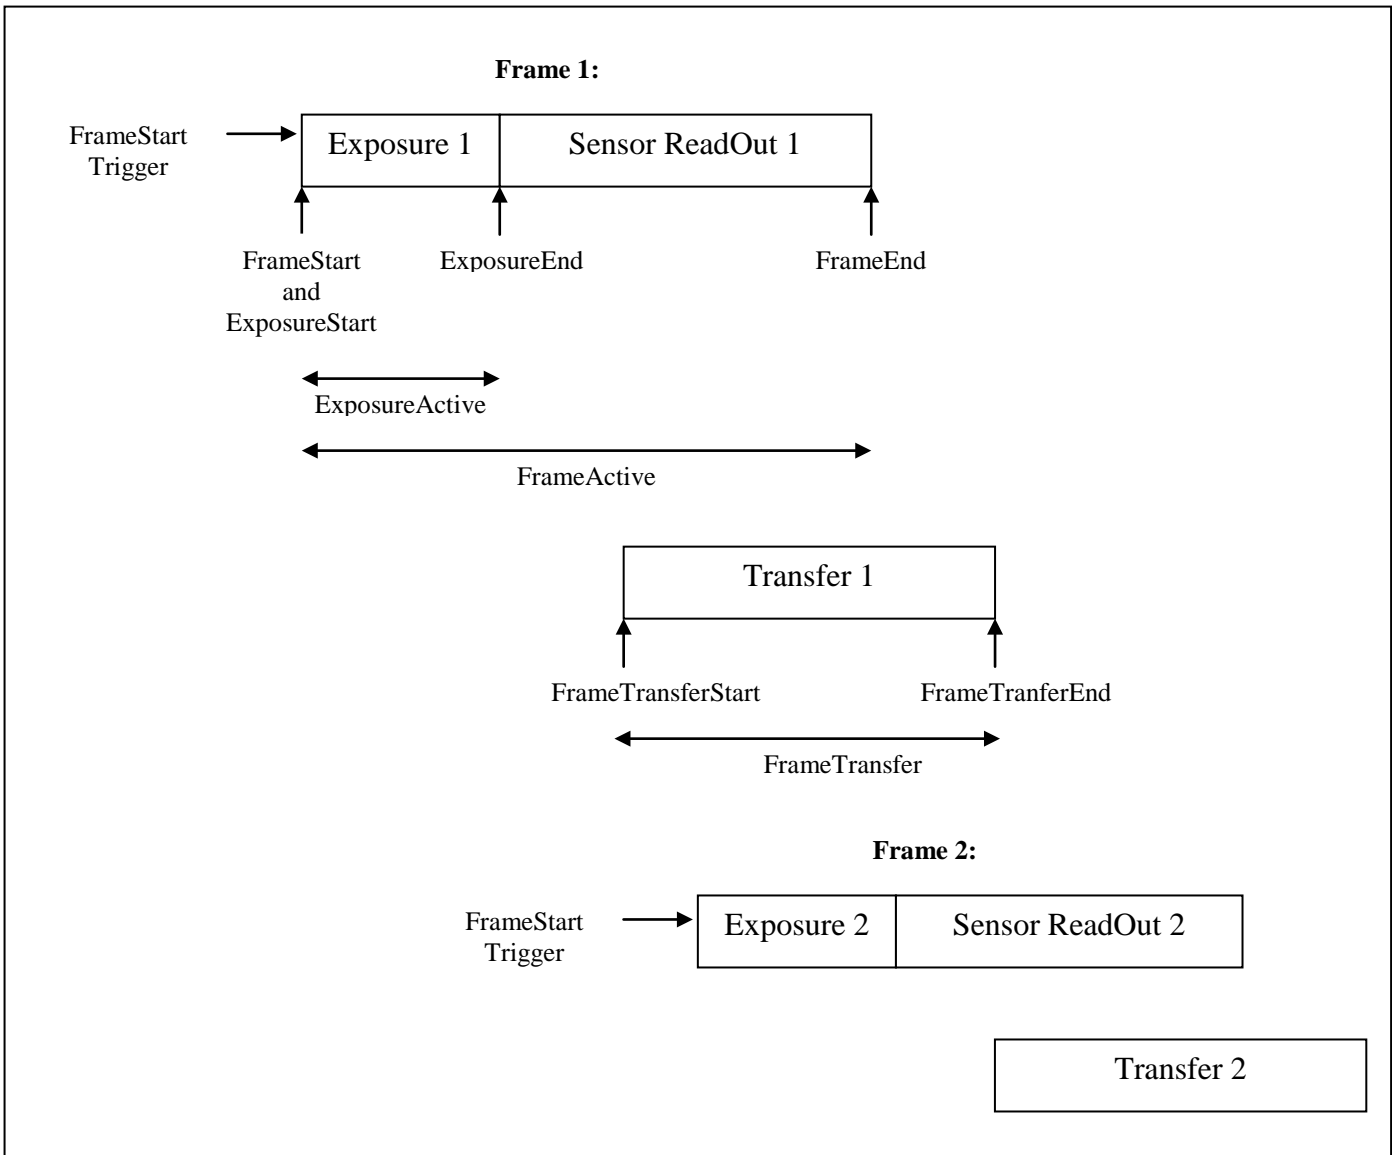 Frame 1:
FrameStart
Trigger
Exposure 1
Sensor ReadOut 1
FrameStart
and
ExposureStart
ExposureEnd
FrameEnd
ExposureActive
FrameActive
Transfer 1
FrameTransferStart
FrameTranferEnd
FrameTransfer
Frame 2:
FrameStart
Trigger
Exposure 2
Sensor ReadOut 2
Transfer 2